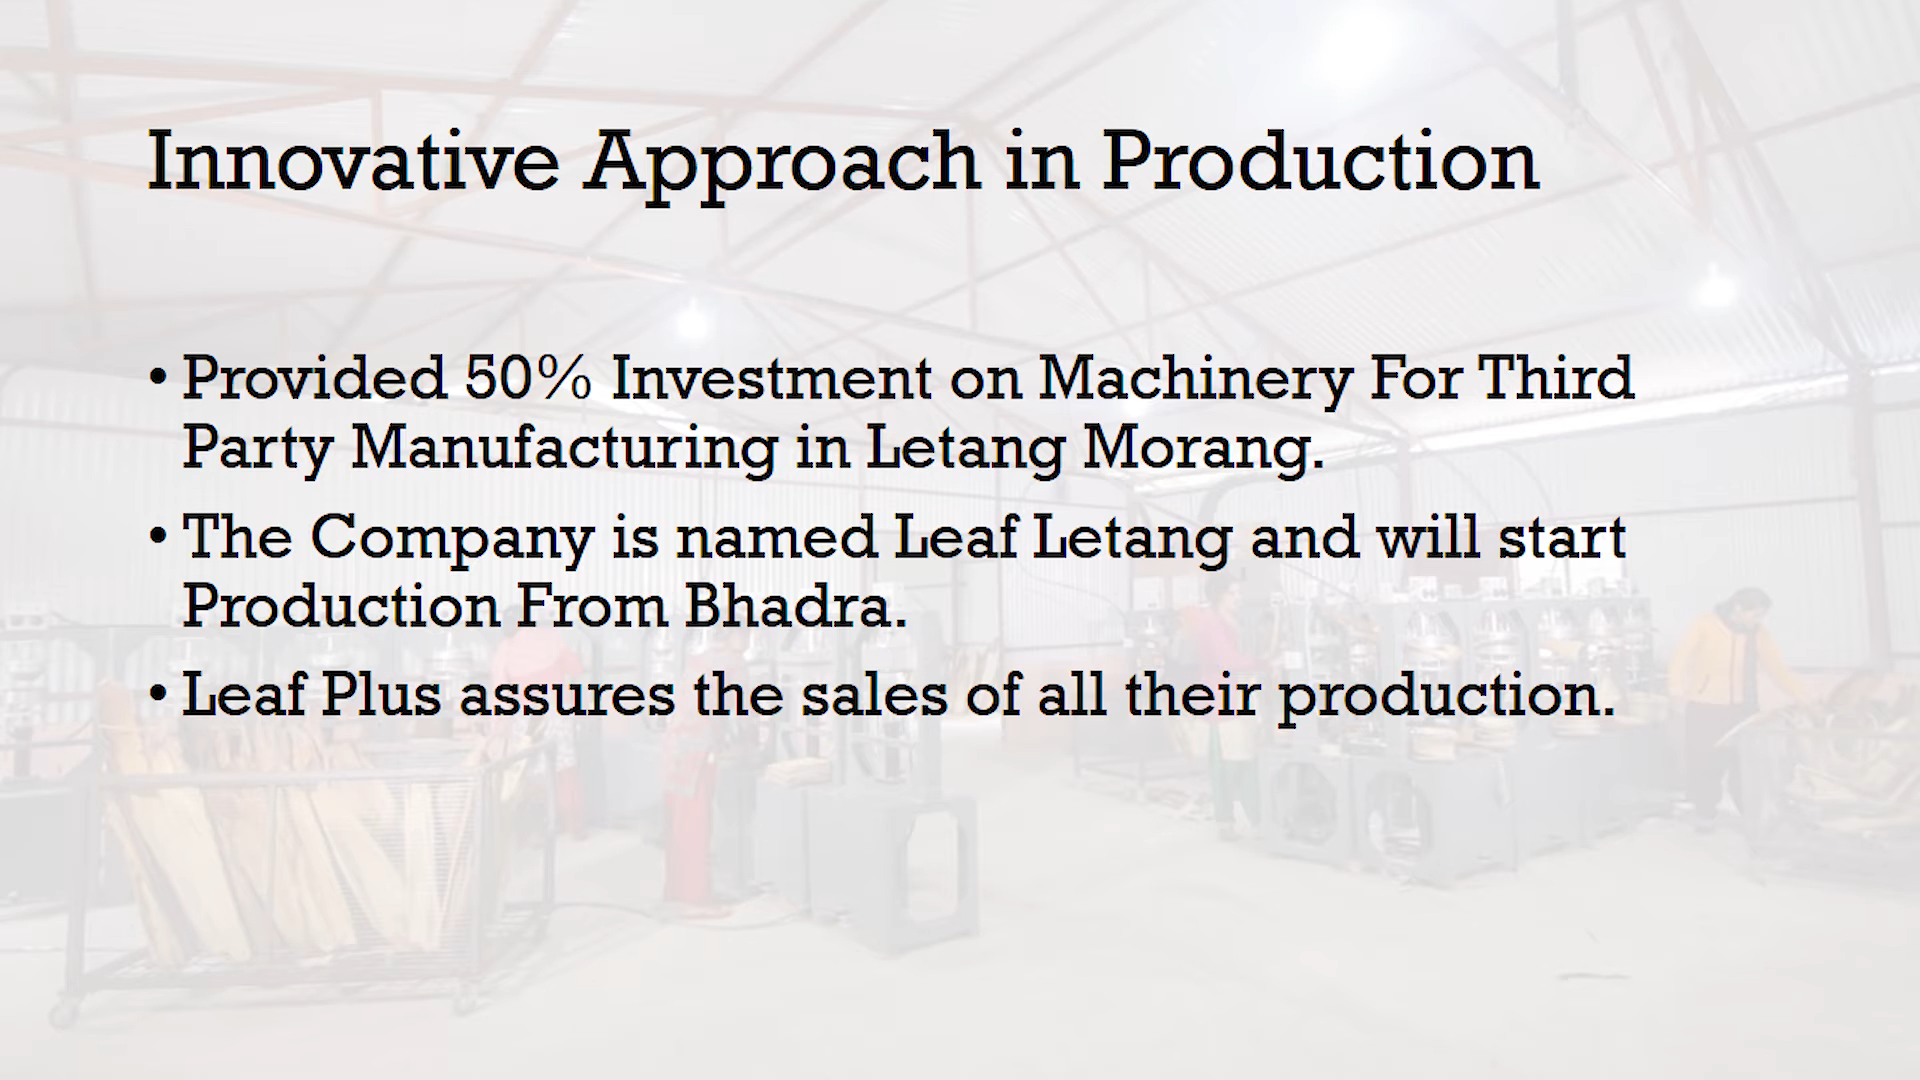 Innovative Approach in Production
• Provided 50% Investment on Machinery For Third
Party Manufacturing in Letang Morang.
• The Company is named Leaf Letang and will start
Production From Bhadra.
• Leaf Plus assures the sales of all their production.